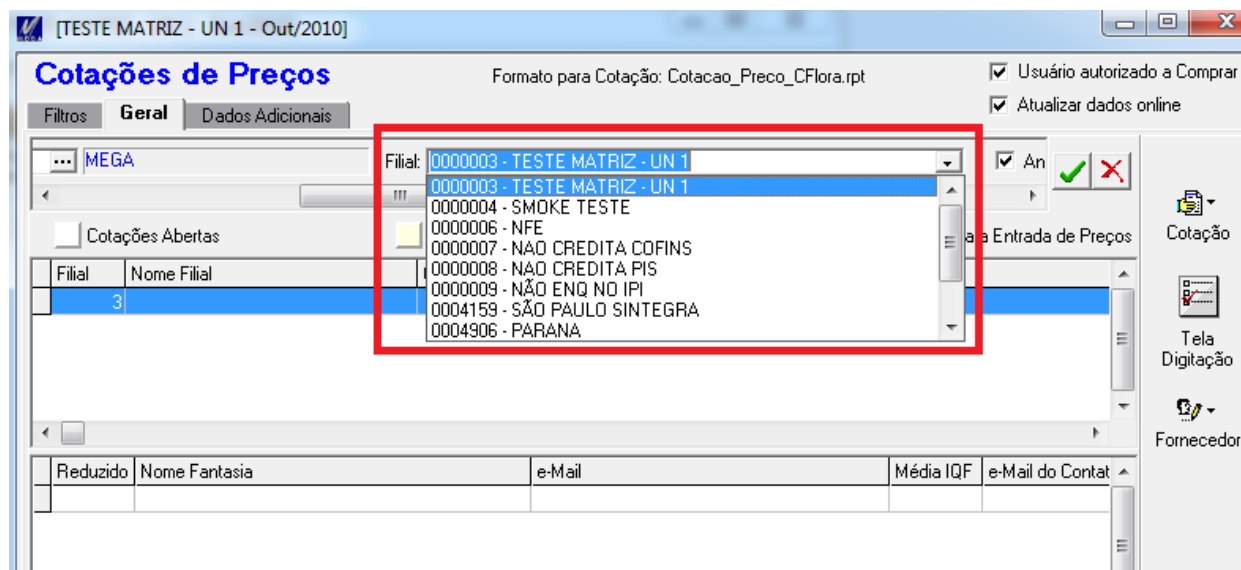 [TESTE MATRIZ - UN 1 - Out/2010]
Cotações de Preços
Formato para Cotação: Cotacao_Preco_CFlora.rpt
Usuário autorizado a Comprar
Atualizar dados online
Filtros Geral Dados Adicionais
... MEGA Filial: 0000003 - TESTE MATRIZ - UN 1 An
0000003 - TESTE MATRIZ - UN 1
0000004 - SMOKE TESTE
0000006 - NFE
0000007 - NAO CREDITA COFINS
0000008 - NAO CREDITA PIS
0000009 - NÃO ENQ NO IPI
0004159 - SÃO PAULO SINTEGRA
0004906 - PARANA
Cotações Abertas
a Entrada de Preços
Filial Nome Filial
3
Cotação
Tela
Digitação
Fornecedor
Reduzido Nome Fantasia e-Mail Média IQF e-Mail do Contat